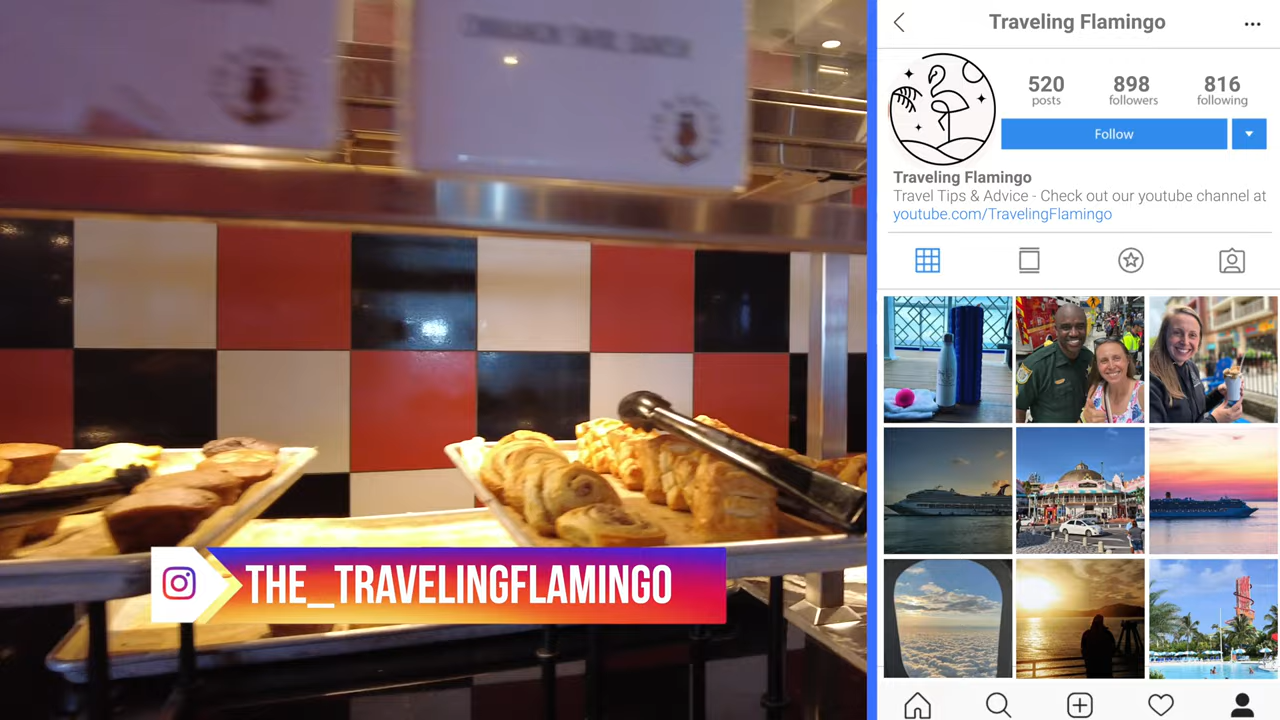 THE_TRAVELINGFLAMINGO
Traveling Flamingo
520
posts
898
followers
816
following
Follow
Traveling Flamingo
Travel Tips & Advice - Check out our youtube channel at
youtube.com/TravelingFlamingo